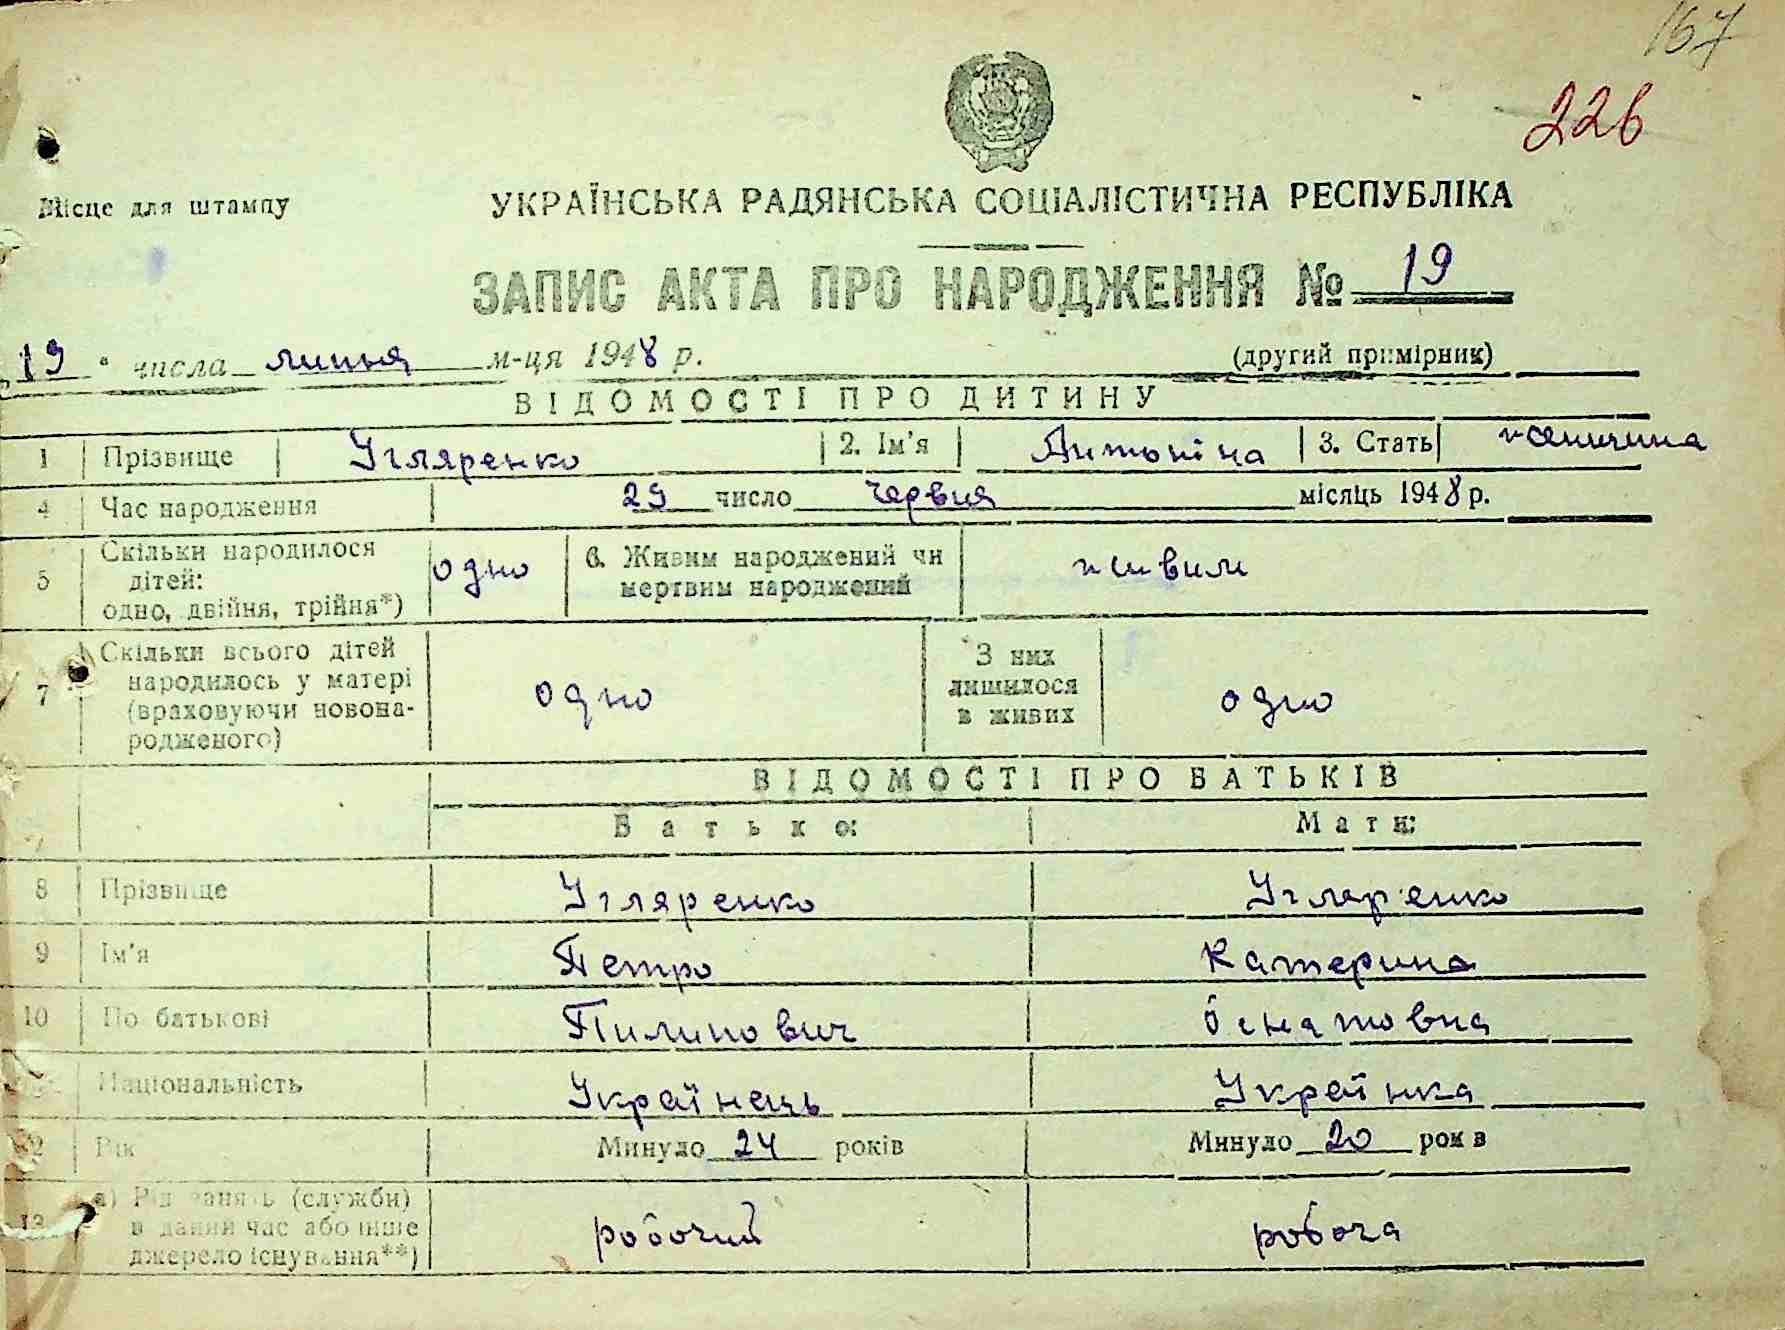 167
226
Місце для штампу
УКРАЇНСЬКА РАДЯНСЬКА СОЦІАЛІСТИЧНА РЕСПУБЛІКА
ЗАПИС АКТА ПРО НАРОДЖЕННЯ № 19
19 " числа липня м-ця 1948 р. (другий примірник)
ВІДОМОСТІ ПРО ДИТИНУ
1 Прізвище Угляренко 2. Ім'я Антоніна 3. Стать жіночина
4 Час народження 29 число червня місяць 1948 р.
5 Скільки народилося дітей: одно, двійня, трійня*) одно 6. Живим народжений чи мертвим народжений живим
7 Скільки всього дітей народилось у матері (враховуючи новонародженого) одно З них лишилося в живих одно
ВІДОМОСТІ ПРО БАТЬКІВ
Батько: Мати:
8 Прізвище Угляренко Угляренко
9 Ім'я Петро Катерина
10 По батькові Пилипович
Національність Українець Українка
12 Вік Минуло 24 років Минуло 20 років
13 а) Рід занять (служби) в даний час або інше джерело існування**) робочий робоча